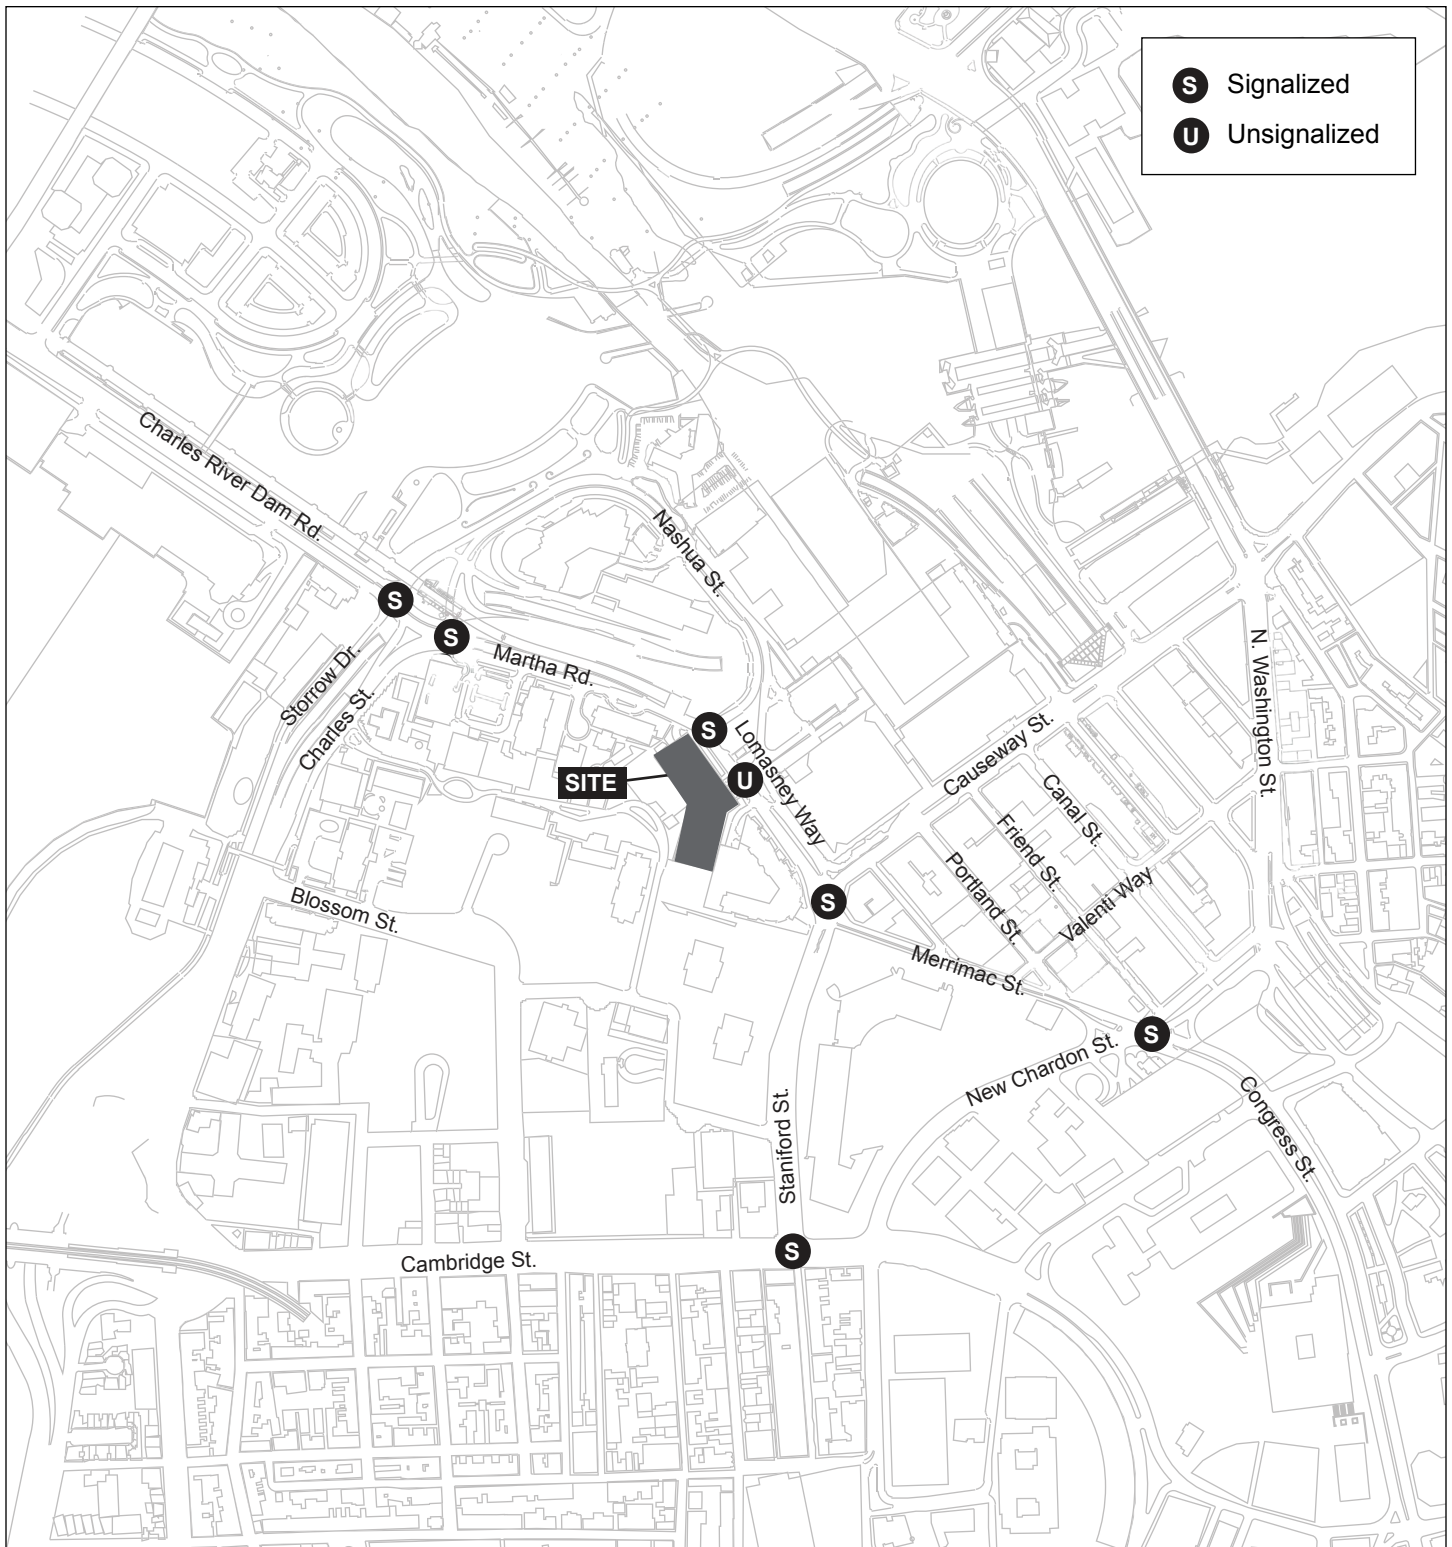 S Signalized
U Unsignalized
Charles River Dam Rd.
Nashua St.
S
S
Martha Rd.
N. Washington St.
Storrow Dr.
Charles St.
S
Lomasney Way
SITE
U
Causeway St.
Canal St.
Friend St.
Portland St.
Valenti Way
Blossom St.
S
Merrimac St.
S
New Chardon St.
Congress St.
Staniford St.
S
Cambridge St.